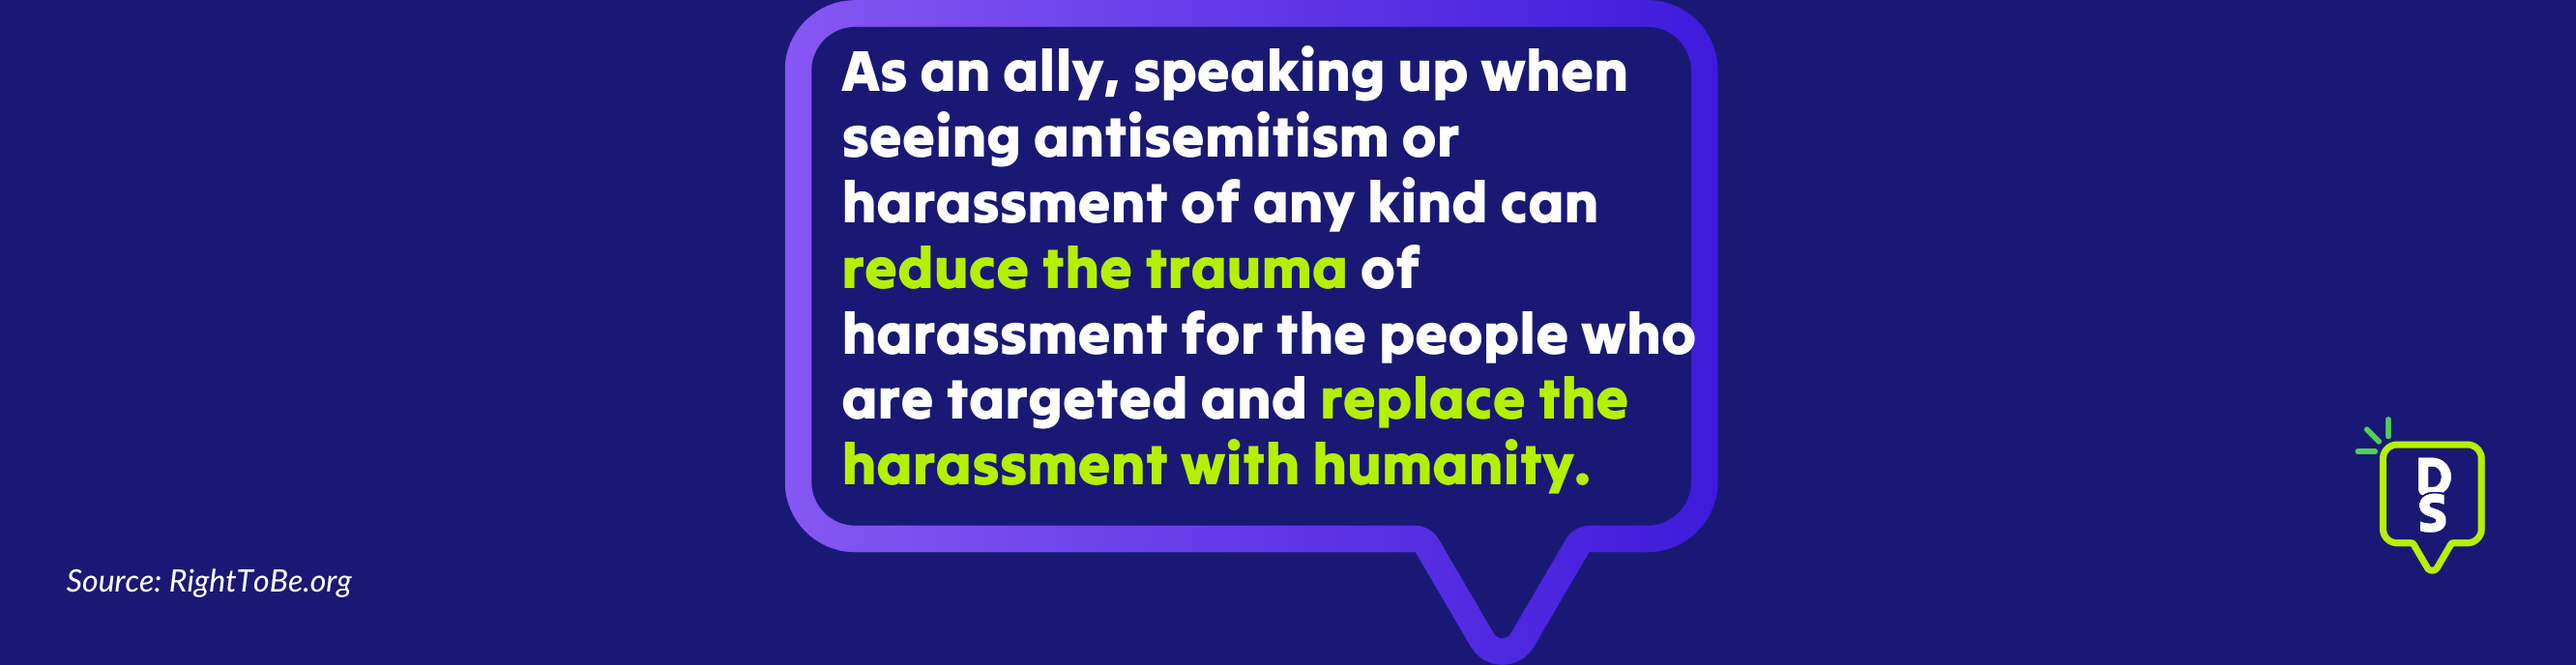 As an ally, speaking up when
seeing antisemitism or
harassment of any kind can
reduce the trauma of
harassment for the people who
are targeted and replace the
harassment with humanity.
Source: RightToBe.org
D
S